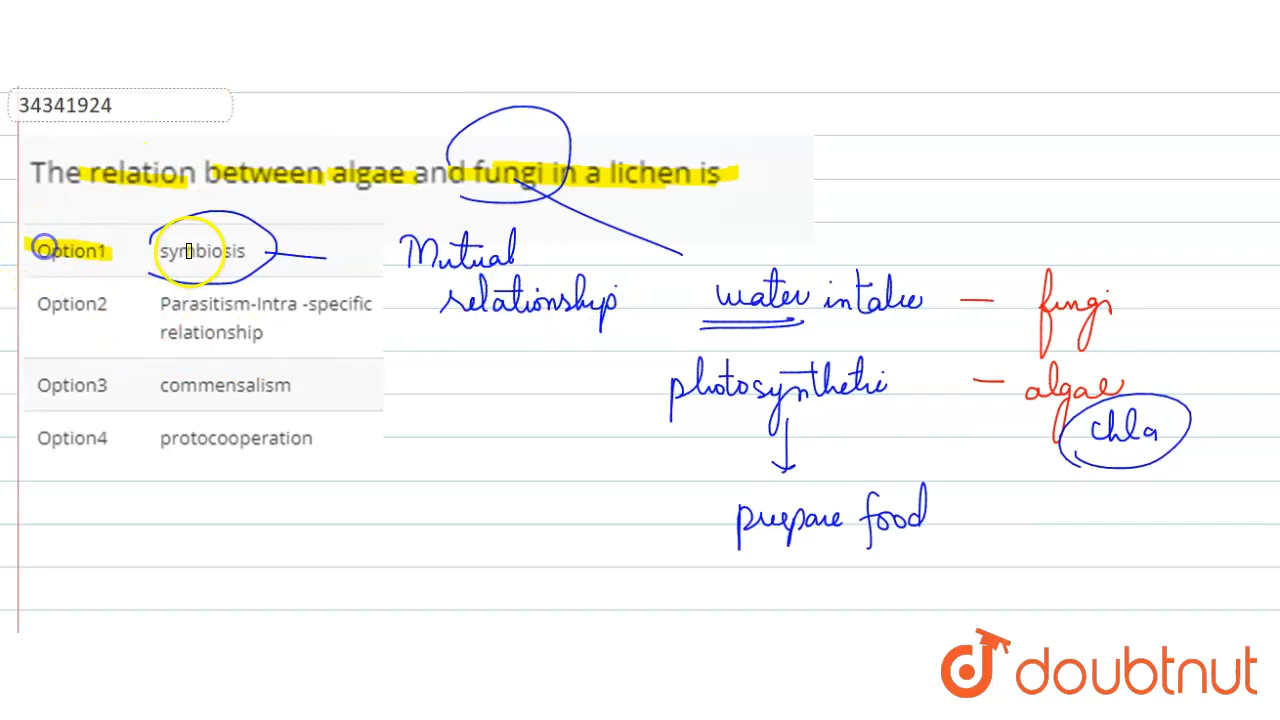 34341924
The relation between algae and fungi in a lichen is
Option1 symbiosis
Option2 Parasitism-Intra -specific
relationship
Option3 commensalism
Option4 protocooperation
Mutual
relationship
water intake — fungi
photosynthetic — algae
chla
prepare food
doubtnut